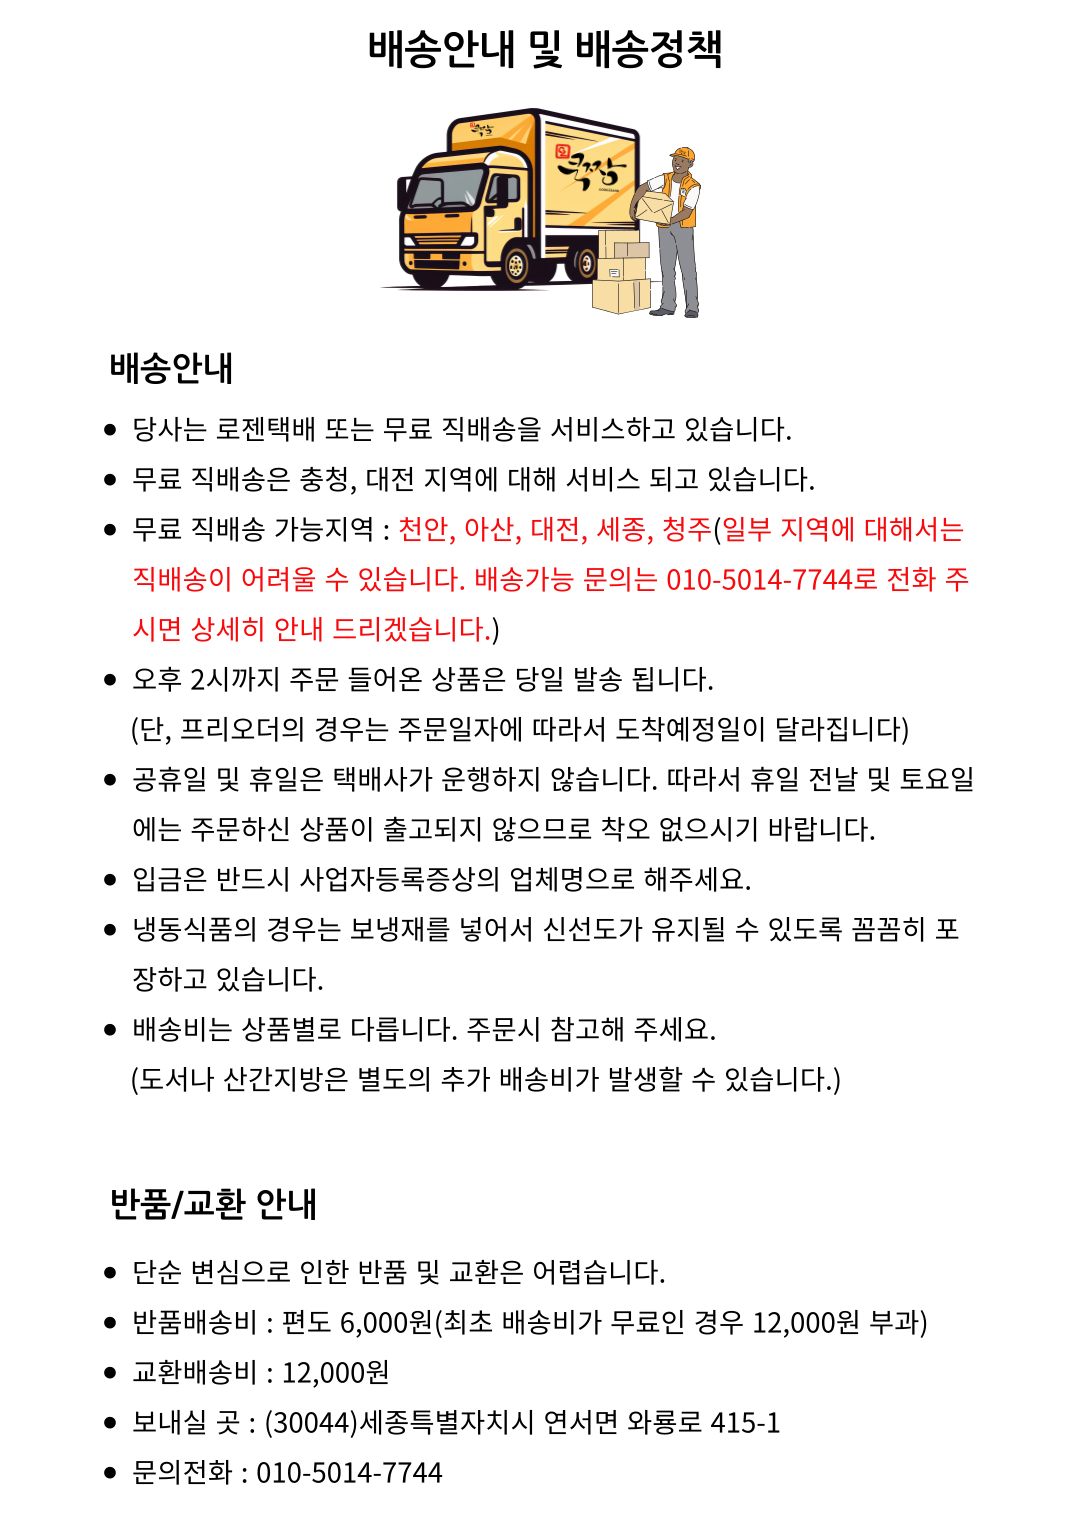 배송안내 및 배송정책
오쿡장
오쿡장
배송안내
● 당사는 로젠택배 또는 무료 직배송을 서비스하고 있습니다.
● 무료 직배송은 충청, 대전 지역에 대해 서비스 되고 있습니다.
● 무료 직배송 가능지역 : 천안, 아산, 대전, 세종, 청주(일부 지역에 대해서는
직배송이 어려울 수 있습니다. 배송가능 문의는 010-5014-7744로 전화 주
시면 상세히 안내 드리겠습니다.)
● 오후 2시까지 주문 들어온 상품은 당일 발송 됩니다.
(단, 프리오더의 경우는 주문일자에 따라서 도착예정일이 달라집니다)
● 공휴일 및 휴일은 택배사가 운행하지 않습니다. 따라서 휴일 전날 및 토요일
에는 주문하신 상품이 출고되지 않으므로 착오 없으시기 바랍니다.
● 입금은 반드시 사업자등록증상의 업체명으로 해주세요.
● 냉동식품의 경우는 보냉재를 넣어서 신선도가 유지될 수 있도록 꼼꼼히 포
장하고 있습니다.
● 배송비는 상품별로 다릅니다. 주문시 참고해 주세요.
(도서나 산간지방은 별도의 추가 배송비가 발생할 수 있습니다.)
반품/교환 안내
● 단순 변심으로 인한 반품 및 교환은 어렵습니다.
● 반품배송비 : 편도 6,000원(최초 배송비가 무료인 경우 12,000원 부과)
● 교환배송비 : 12,000원
● 보내실 곳 : (30044)세종특별자치시 연서면 와룡로 415-1
● 문의전화 : 010-5014-7744